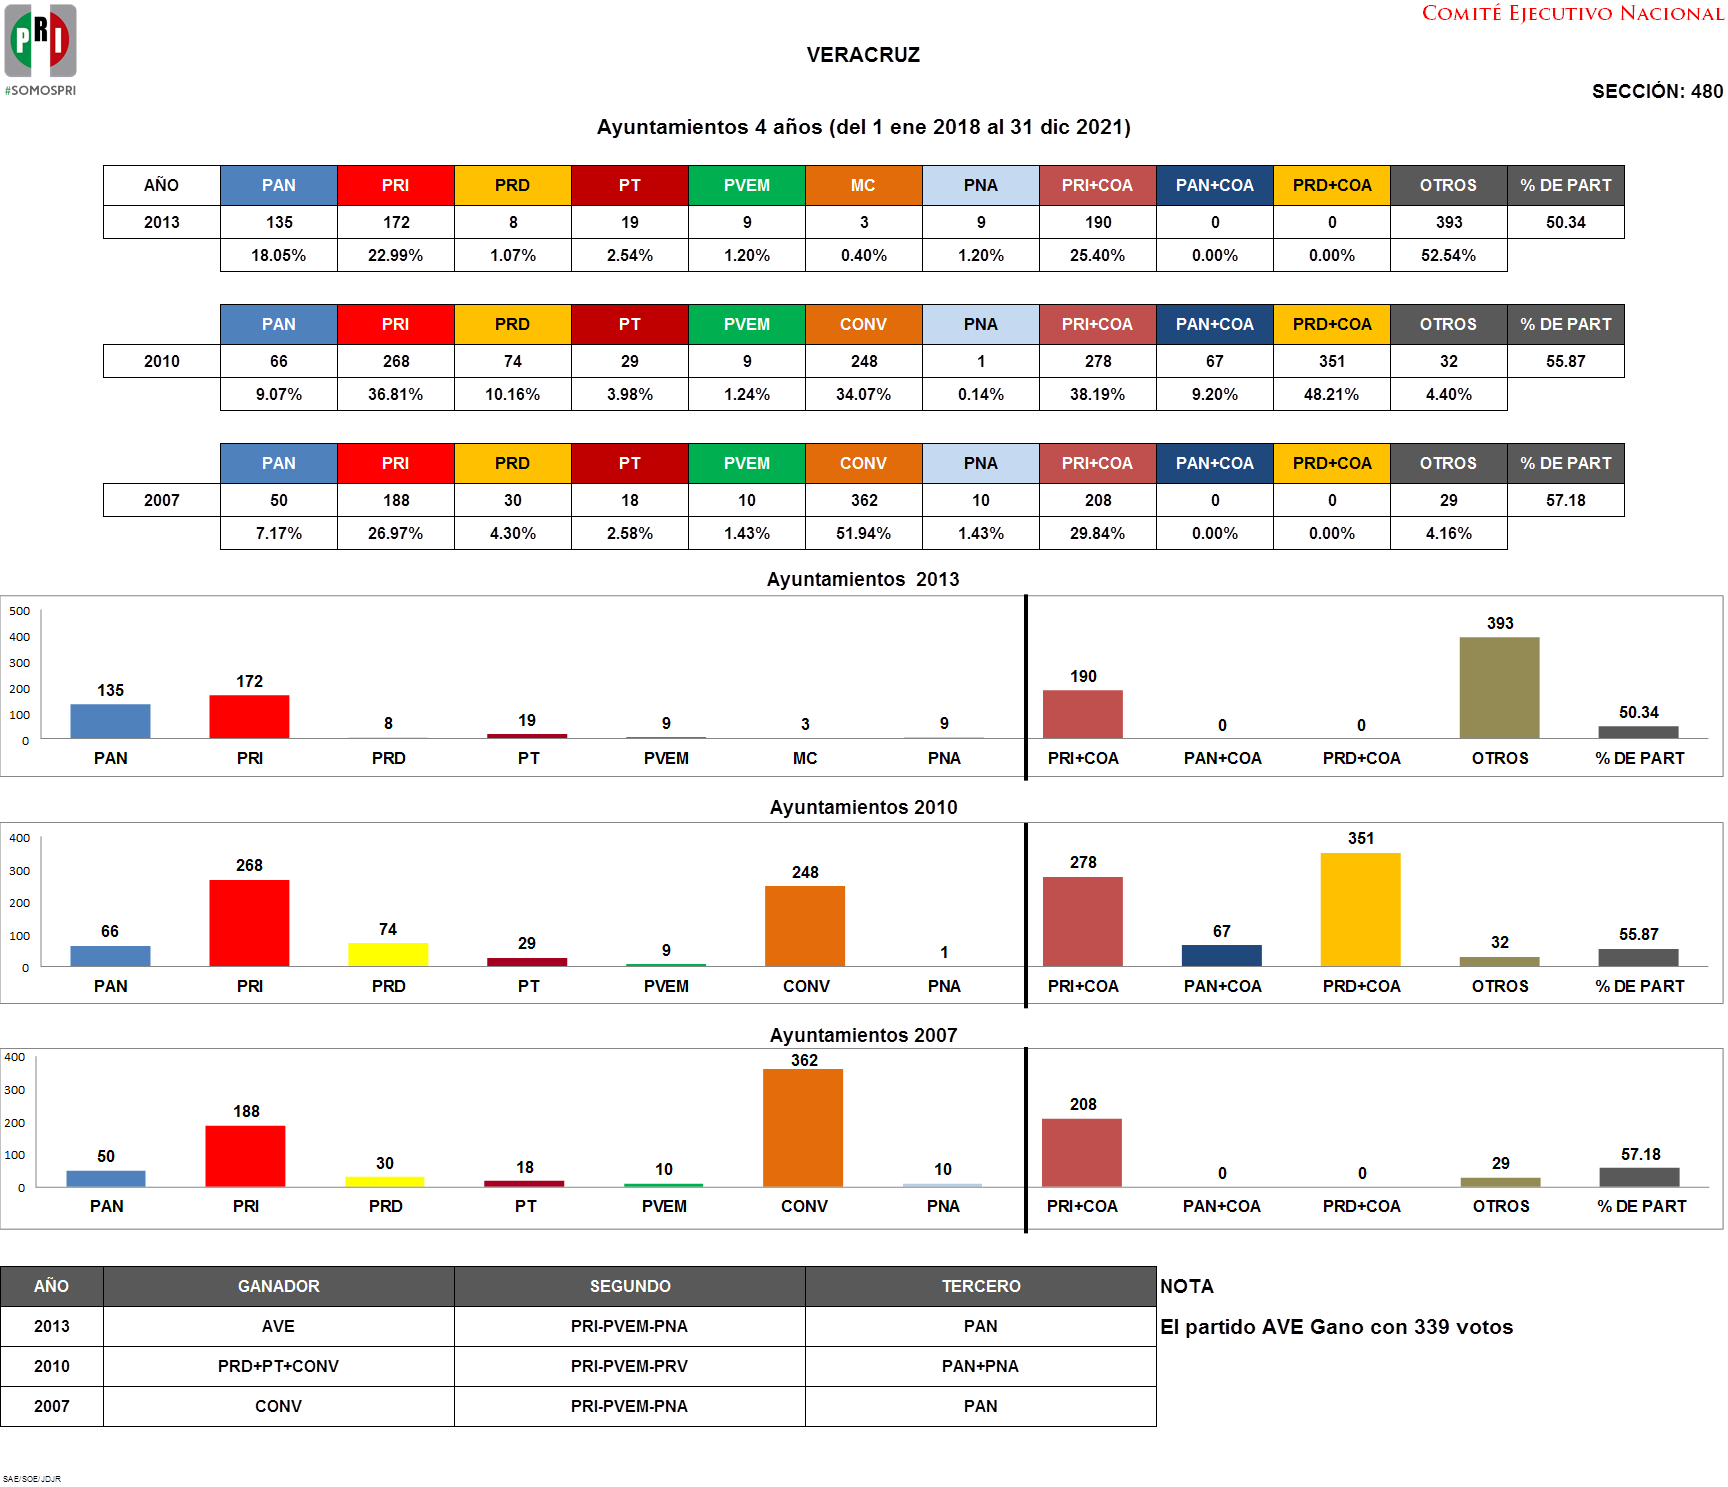 COMITÉ EJECUTIVO NACIONAL
PRI
#SOMOSPRI
VERACRUZ
SECCIÓN: 480
Ayuntamientos 4 años (del 1 ene 2018 al 31 dic 2021)
AÑO PAN PRI PRD PT PVEM MC PNA PRI+COA PAN+COA PRD+COA OTROS % DE PART
2013 135 172 8 19 9 3 9 190 0 0 393 50.34
18.05% 22.99% 1.07% 2.54% 1.20% 0.40% 1.20% 25.40% 0.00% 0.00% 52.54%
PAN PRI PRD PT PVEM CONV PNA PRI+COA PAN+COA PRD+COA OTROS % DE PART
2010 66 268 74 29 9 248 1 278 67 351 32 55.87
9.07% 36.81% 10.16% 3.98% 1.24% 34.07% 0.14% 38.19% 9.20% 48.21% 4.40%
PAN PRI PRD PT PVEM CONV PNA PRI+COA PAN+COA PRD+COA OTROS % DE PART
2007 50 188 30 18 10 362 10 208 0 0 29 57.18
7.17% 26.97% 4.30% 2.58% 1.43% 51.94% 1.43% 29.84% 0.00% 0.00% 4.16%
Ayuntamientos 2013
500
400
300
200
100
0
135 172 8 19 9 3 9 190 0 0 393 50.34
PAN PRI PRD PT PVEM MC PNA PRI+COA PAN+COA PRD+COA OTROS % DE PART
Ayuntamientos 2010
400
300
200
100
0
66 268 74 29 9 248 1 278 67 351 32 55.87
PAN PRI PRD PT PVEM CONV PNA PRI+COA PAN+COA PRD+COA OTROS % DE PART
Ayuntamientos 2007
400
300
200
100
0
50 188 30 18 10 362 10 208 0 0 29 57.18
PAN PRI PRD PT PVEM CONV PNA PRI+COA PAN+COA PRD+COA OTROS % DE PART
AÑO GANADOR SEGUNDO TERCERO NOTA
2013 AVE PRI-PVEM-PNA PAN El partido AVE Gano con 339 votos
2010 PRD+PT+CONV PRI-PVEM-PRV PAN+PNA
2007 CONV PRI-PVEM-PNA PAN
SAE/SOE/JDJR